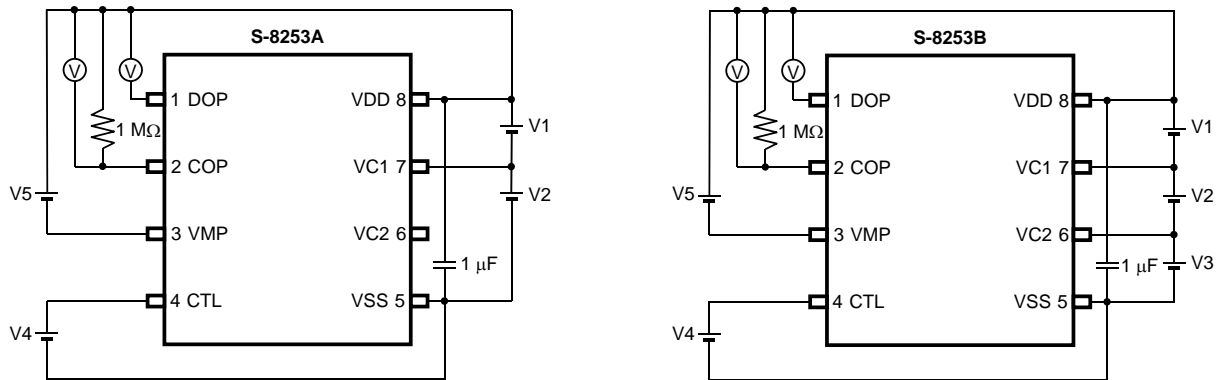 S-8253A
V
V
1 DOP
VDD 8
1 MΩ
V1
2 COP
VC1 7
V5
V2
3 VMP
VC2 6
1 μF
4 CTL
VSS 5
V4
S-8253B
V
V
1 DOP
VDD 8
1 MΩ
V1
2 COP
VC1 7
V5
V2
3 VMP
VC2 6
1 μF
V3
4 CTL
VSS 5
V4